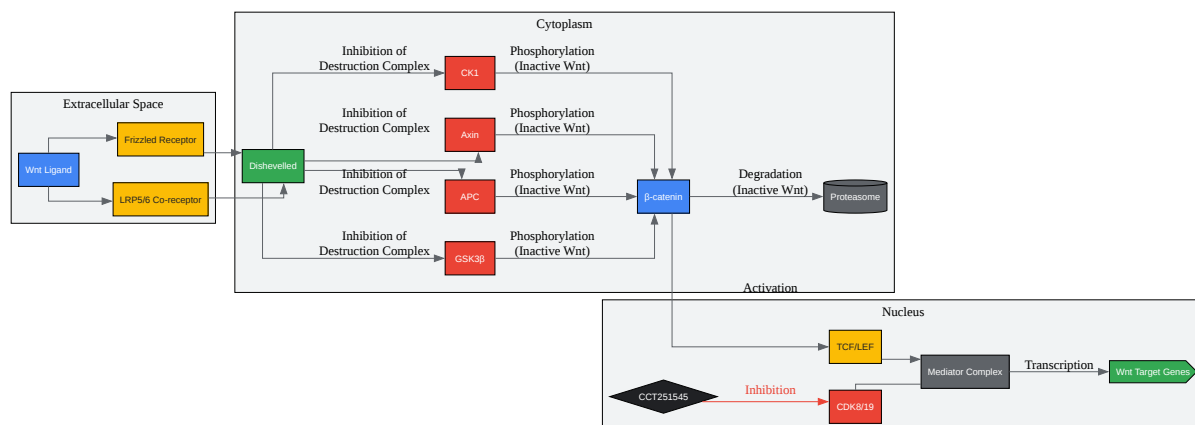 Cytoplasm
Inhibition of
Destruction Complex
CK1
Phosphorylation
(Inactive Wnt)
Extracellular Space
Frizzled Receptor
Wnt Ligand
LRP5/6 Co-receptor
Dishevelled
Inhibition of
Destruction Complex
Axin
Phosphorylation
(Inactive Wnt)
Inhibition of
Destruction Complex
APC
Phosphorylation
(Inactive Wnt)
β-catenin
Degradation
(Inactive Wnt)
Proteasome
Inhibition of
Destruction Complex
GSK3β
Phosphorylation
(Inactive Wnt)
Activation
Nucleus
TCF/LEF
Mediator Complex
Transcription
Wnt Target Genes
CCT251545
Inhibition
CDK8/19